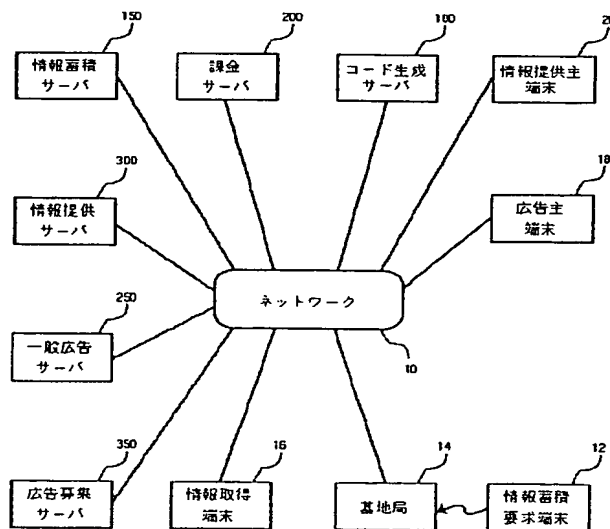 150
200
100
20
情報蓄積
サーバ
課金
サーバ
コード生成
サーバ
情報提供主
端末
300
18
情報提供
サーバ
広告主
端末
ネットワーク
250
10
一般広告
サーバ
350
16
14
12
広告募集
サーバ
情報取得
端末
基地局
情報蓄積
要求端末